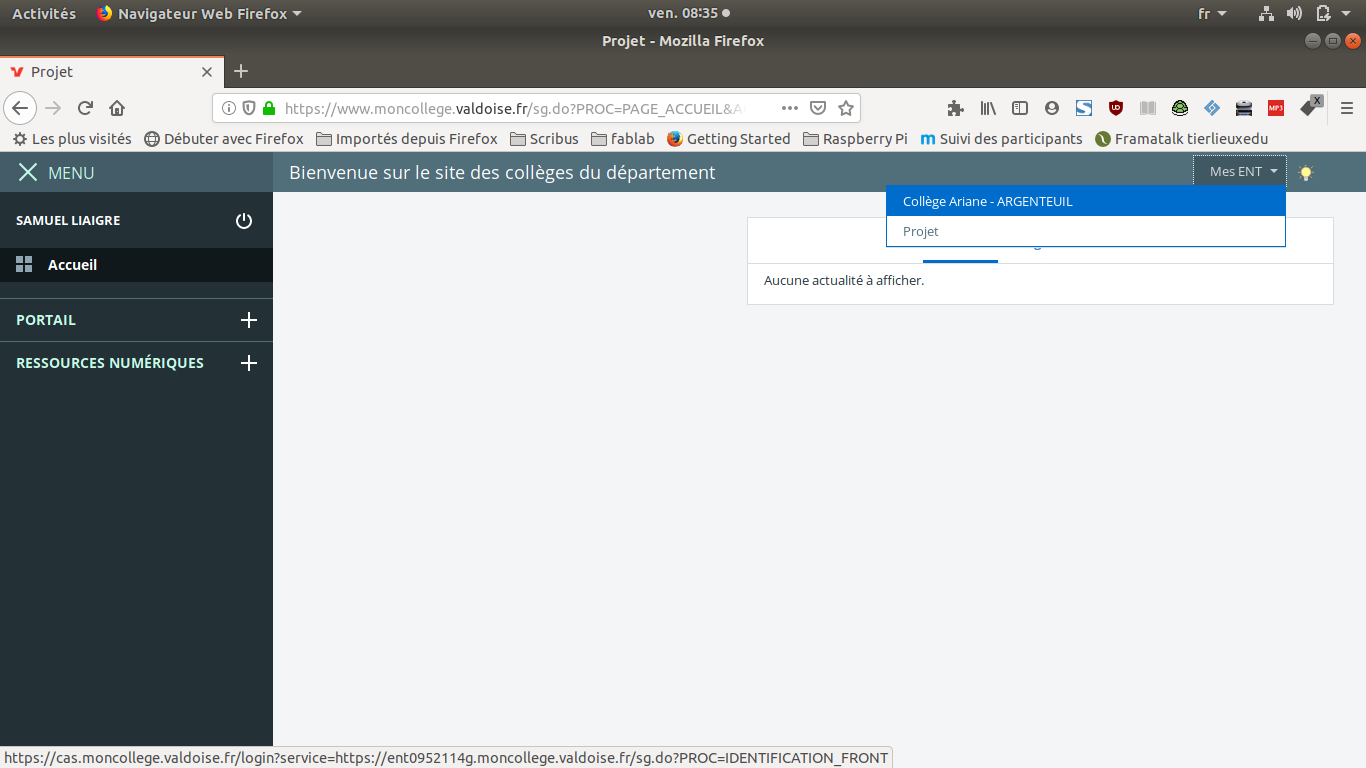 Activités Navigateur Web Firefox ven. 08:35 fr
Projet - Mozilla Firefox
Projet
https://www.moncollege.valdoise.fr/sg.do?PROC=PAGE_ACCUEIL&A
Les plus visités Débuter avec Firefox Importés depuis Firefox Scribus fablab Getting Started Raspberry Pi Suivi des participants Framatalk tierlieuxedu
MENU Bienvenue sur le site des collèges du département Mes ENT
SAMUEL LIAIGRE
Collège Ariane - ARGENTEUIL
Projet
Accueil
Aucune actualité à afficher.
PORTAIL
RESSOURCES NUMÉRIQUES
https://cas.moncollege.valdoise.fr/login?service=https://ent0952114g.moncollege.valdoise.fr/sg.do?PROC=IDENTIFICATION_FRONT